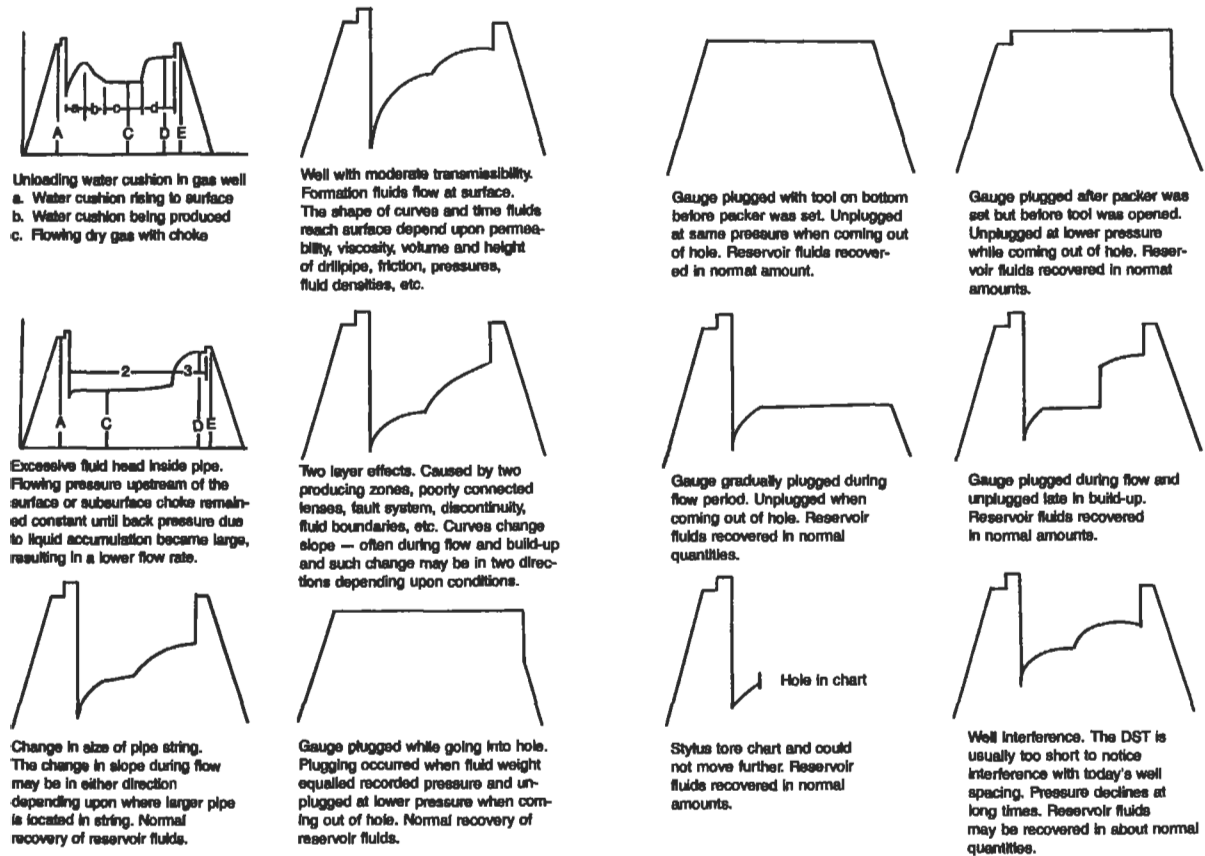 a b c d
A C D E
Unloading water cushion in gas well
a. Water cushion rising to surface
b. Water cushion being produced
c. Flowing dry gas with choke
2 3
A C D E
Excessive fluid head inside pipe.
Flowing pressure upstream of the
surface or subsurface choke remain-
ed constant until back pressure due
to liquid accumulation became large,
resulting in a lower flow rate.
Change in size of pipe string.
The change in slope during flow
may be in either direction
depending upon where larger pipe
is located in string. Normal
recovery of reservoir fluids.
Well with moderate transmissibility.
Formation fluids flow at surface.
The shape of curves and time fluids
reach surface depend upon permea-
bility, viscosity, volume and height
of drillpipe, friction, pressures,
fluid densities, etc.
Two layer effects. Caused by two
producing zones, poorly connected
lenses, fault system, discontinuity,
fluid boundaries, etc. Curves change
slope — often during flow and build-up
and such change may be in two direc-
tions depending upon conditions.
Gauge plugged while going into hole.
Plugging occurred when fluid weight
equalled recorded pressure and un-
plugged at lower pressure when com-
ing out of hole. Normal recovery of
reservoir fluids.
Gauge plugged with tool on bottom
before packer was set. Unplugged
at same pressure when coming out
of hole. Reservoir fluids recover-
ed in normal amount.
Gauge gradually plugged during
flow period. Unplugged when
coming out of hole. Reservoir
fluids recovered in normal
quantities.
Hole in chart
Stylus tore chart and could
not move further. Reservoir
fluids recovered in normal
amounts.
Gauge plugged after packer was
set but before tool was opened.
Unplugged at lower pressure
while coming out of hole. Reser-
voir fluids recovered in normal
amounts.
Gauge plugged during flow and
unplugged late in build-up.
Reservoir fluids recovered
in normal amounts.
Well Interference. The DST is
usually too short to notice
interference with today's well
spacing. Pressure declines at
long times. Reservoir fluids
may be recovered in about normal
quantities.